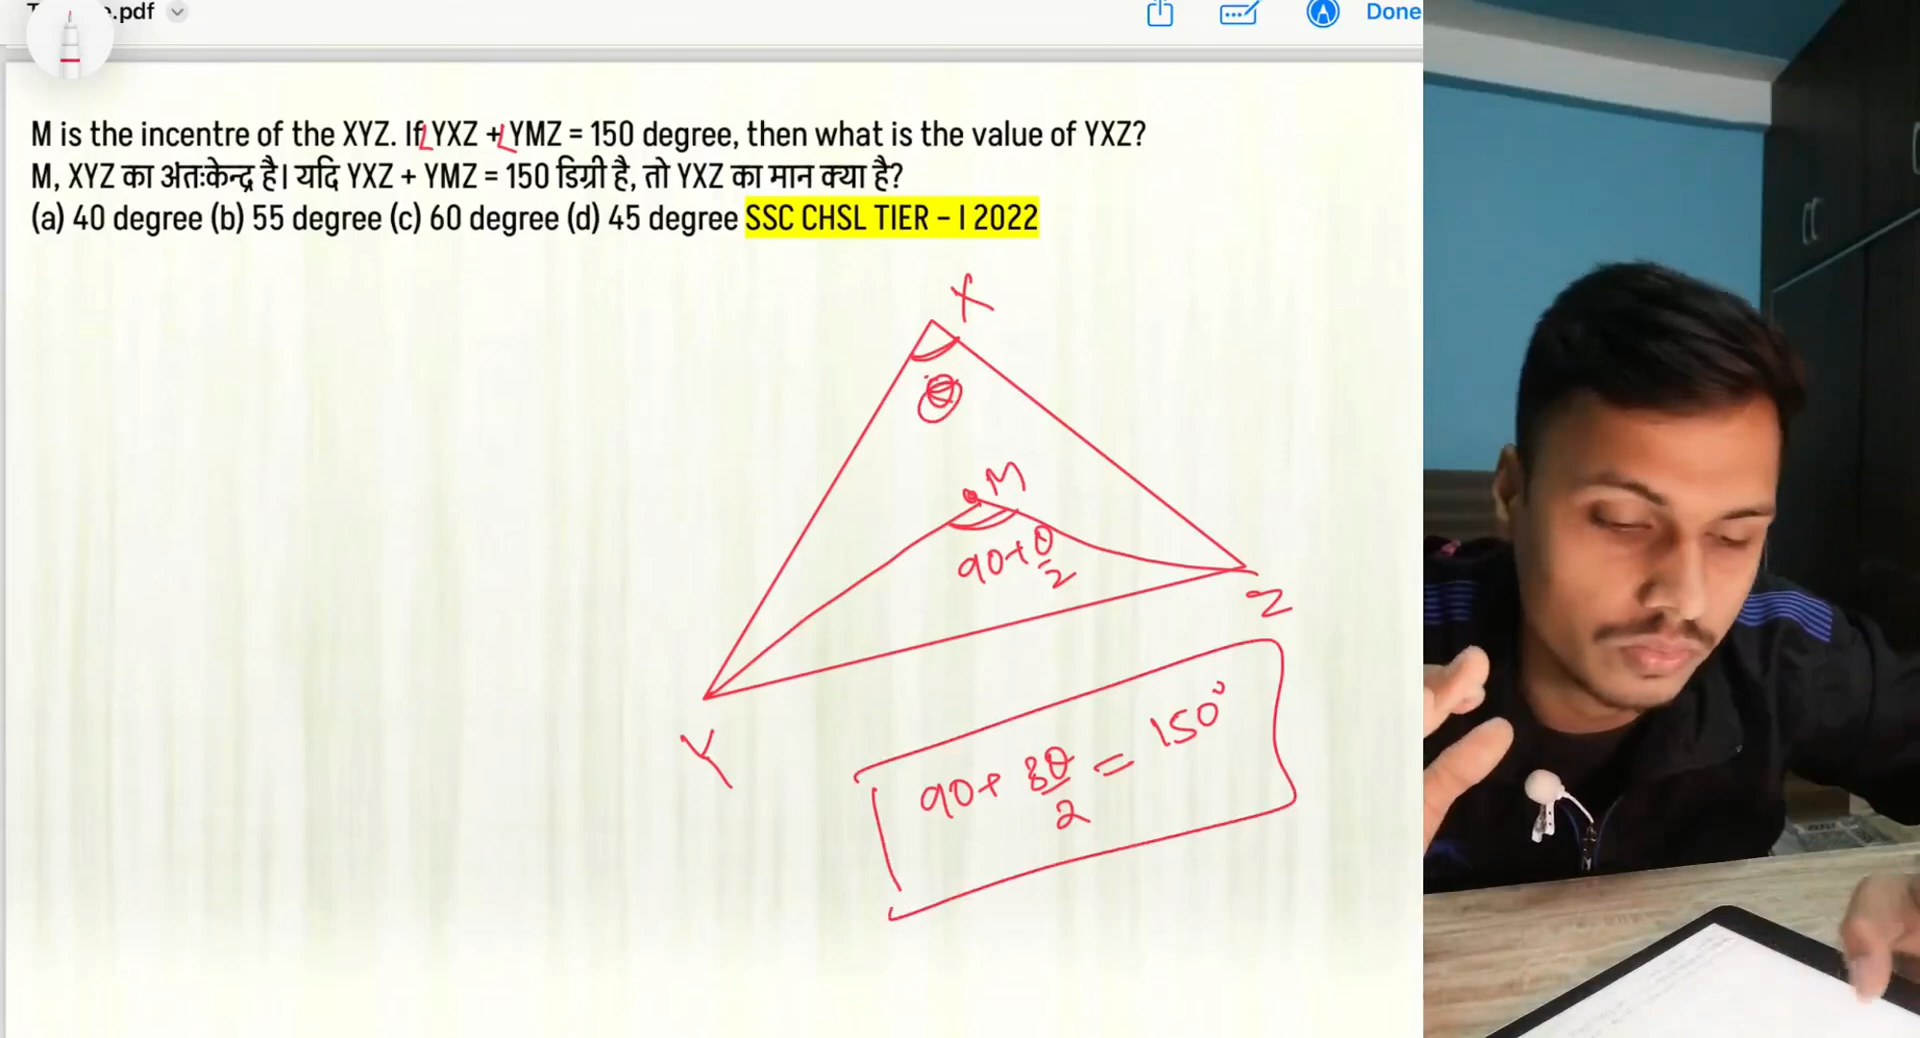 .pdf
Done
M is the incentre of the XYZ. If ∠YXZ + ∠YMZ = 150 degree, then what is the value of YXZ?
M, XYZ का अंतःकेन्द्र है। यदि YXZ + YMZ = 150 डिग्री है, तो YXZ का मान क्या है?
(a) 40 degree (b) 55 degree (c) 60 degree (d) 45 degree SSC CHSL TIER - I 2022
X
θ
M
90+θ/2
Z
Y
90+3θ/2 = 150°